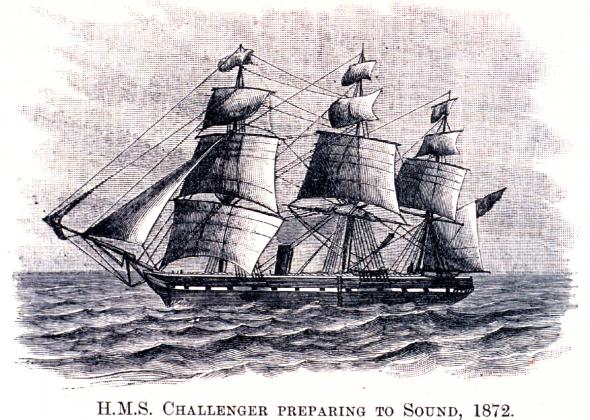 H.M.S. CHALLENGER PREPARING TO SOUND, 1872.